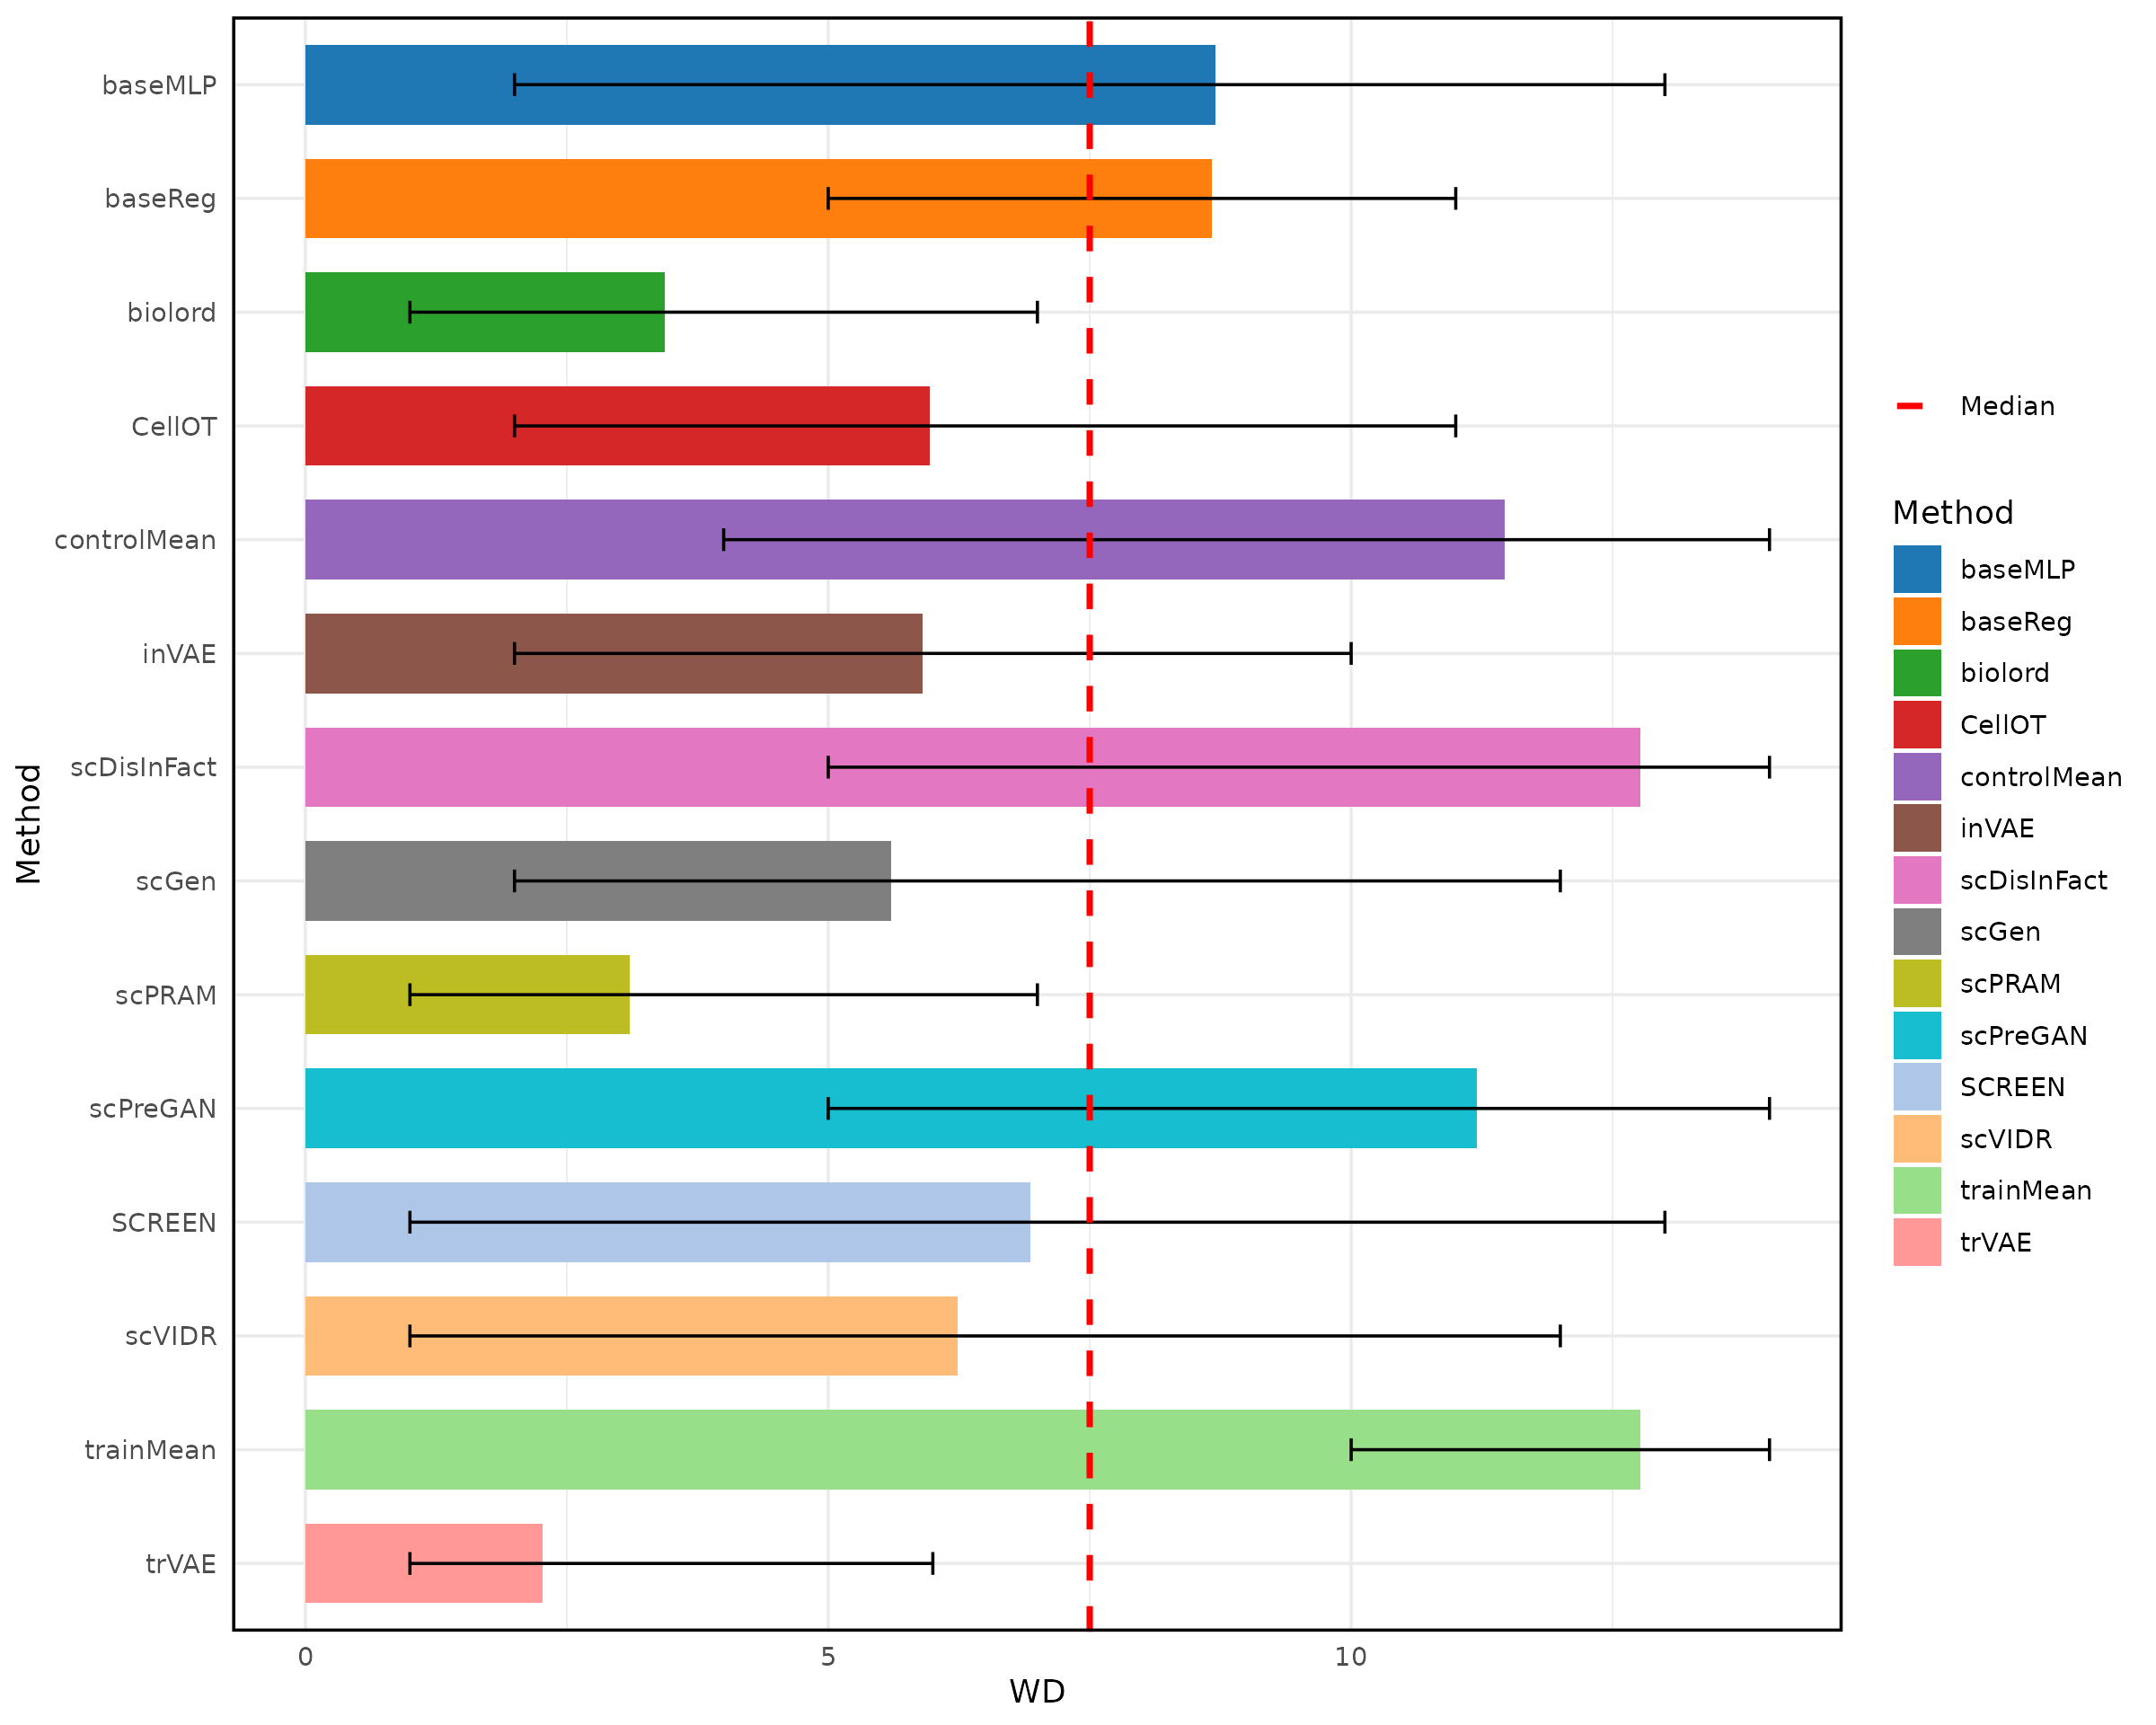 baseMLP
baseReg
biolord
CellOT
controlMean
inVAE
scDisInFact
scGen
scPRAM
scPreGAN
SCREEN
scVIDR
trainMean
trVAE
Method
0 5 10
WD
Median
Method
baseMLP
baseReg
biolord
CellOT
controlMean
inVAE
scDisInFact
scGen
scPRAM
scPreGAN
SCREEN
scVIDR
trainMean
trVAE